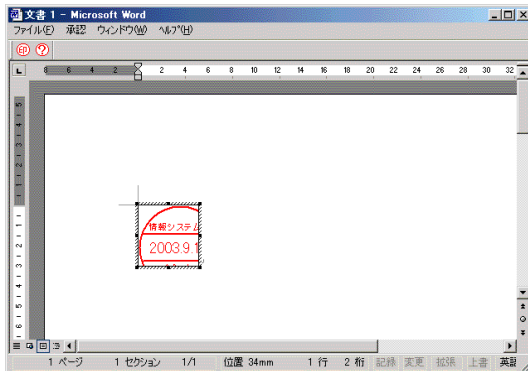 文書 1 - Microsoft Word
ファイル(F) 承認 ウィンドウ(W) ヘルプ(H)
印 ?
L 8 6 4 2 2 4 6 8 10 12 14 16 18 20 22 24 26 28 30 32
情報システム
2003.9.1
1 ページ 1 セクション 1/1 位置 34mm 1 行 2 桁 記録 変更 拡張 上書 英語